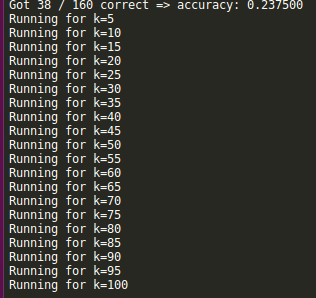 Got 38 / 160 correct => accuracy: 0.237500
Running for k=5
Running for k=10
Running for k=15
Running for k=20
Running for k=25
Running for k=30
Running for k=35
Running for k=40
Running for k=45
Running for k=50
Running for k=55
Running for k=60
Running for k=65
Running for k=70
Running for k=75
Running for k=80
Running for k=85
Running for k=90
Running for k=95
Running for k=100